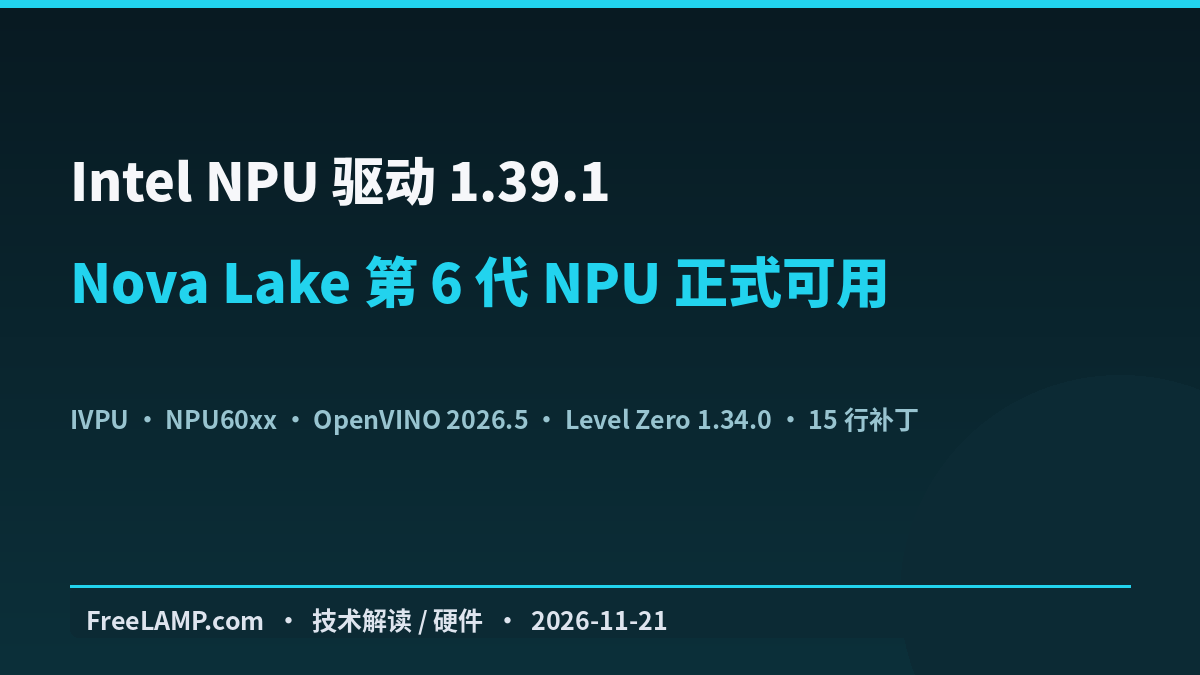 Intel NPU 驱动 1.39.1
Nova Lake 第 6 代 NPU 正式可用
IVPU · NPU60xx · OpenVINO 2026.5 · Level Zero 1.34.0 · 15 行补丁
FreeLAMP.com · 技术解读 / 硬件 · 2026-11-21